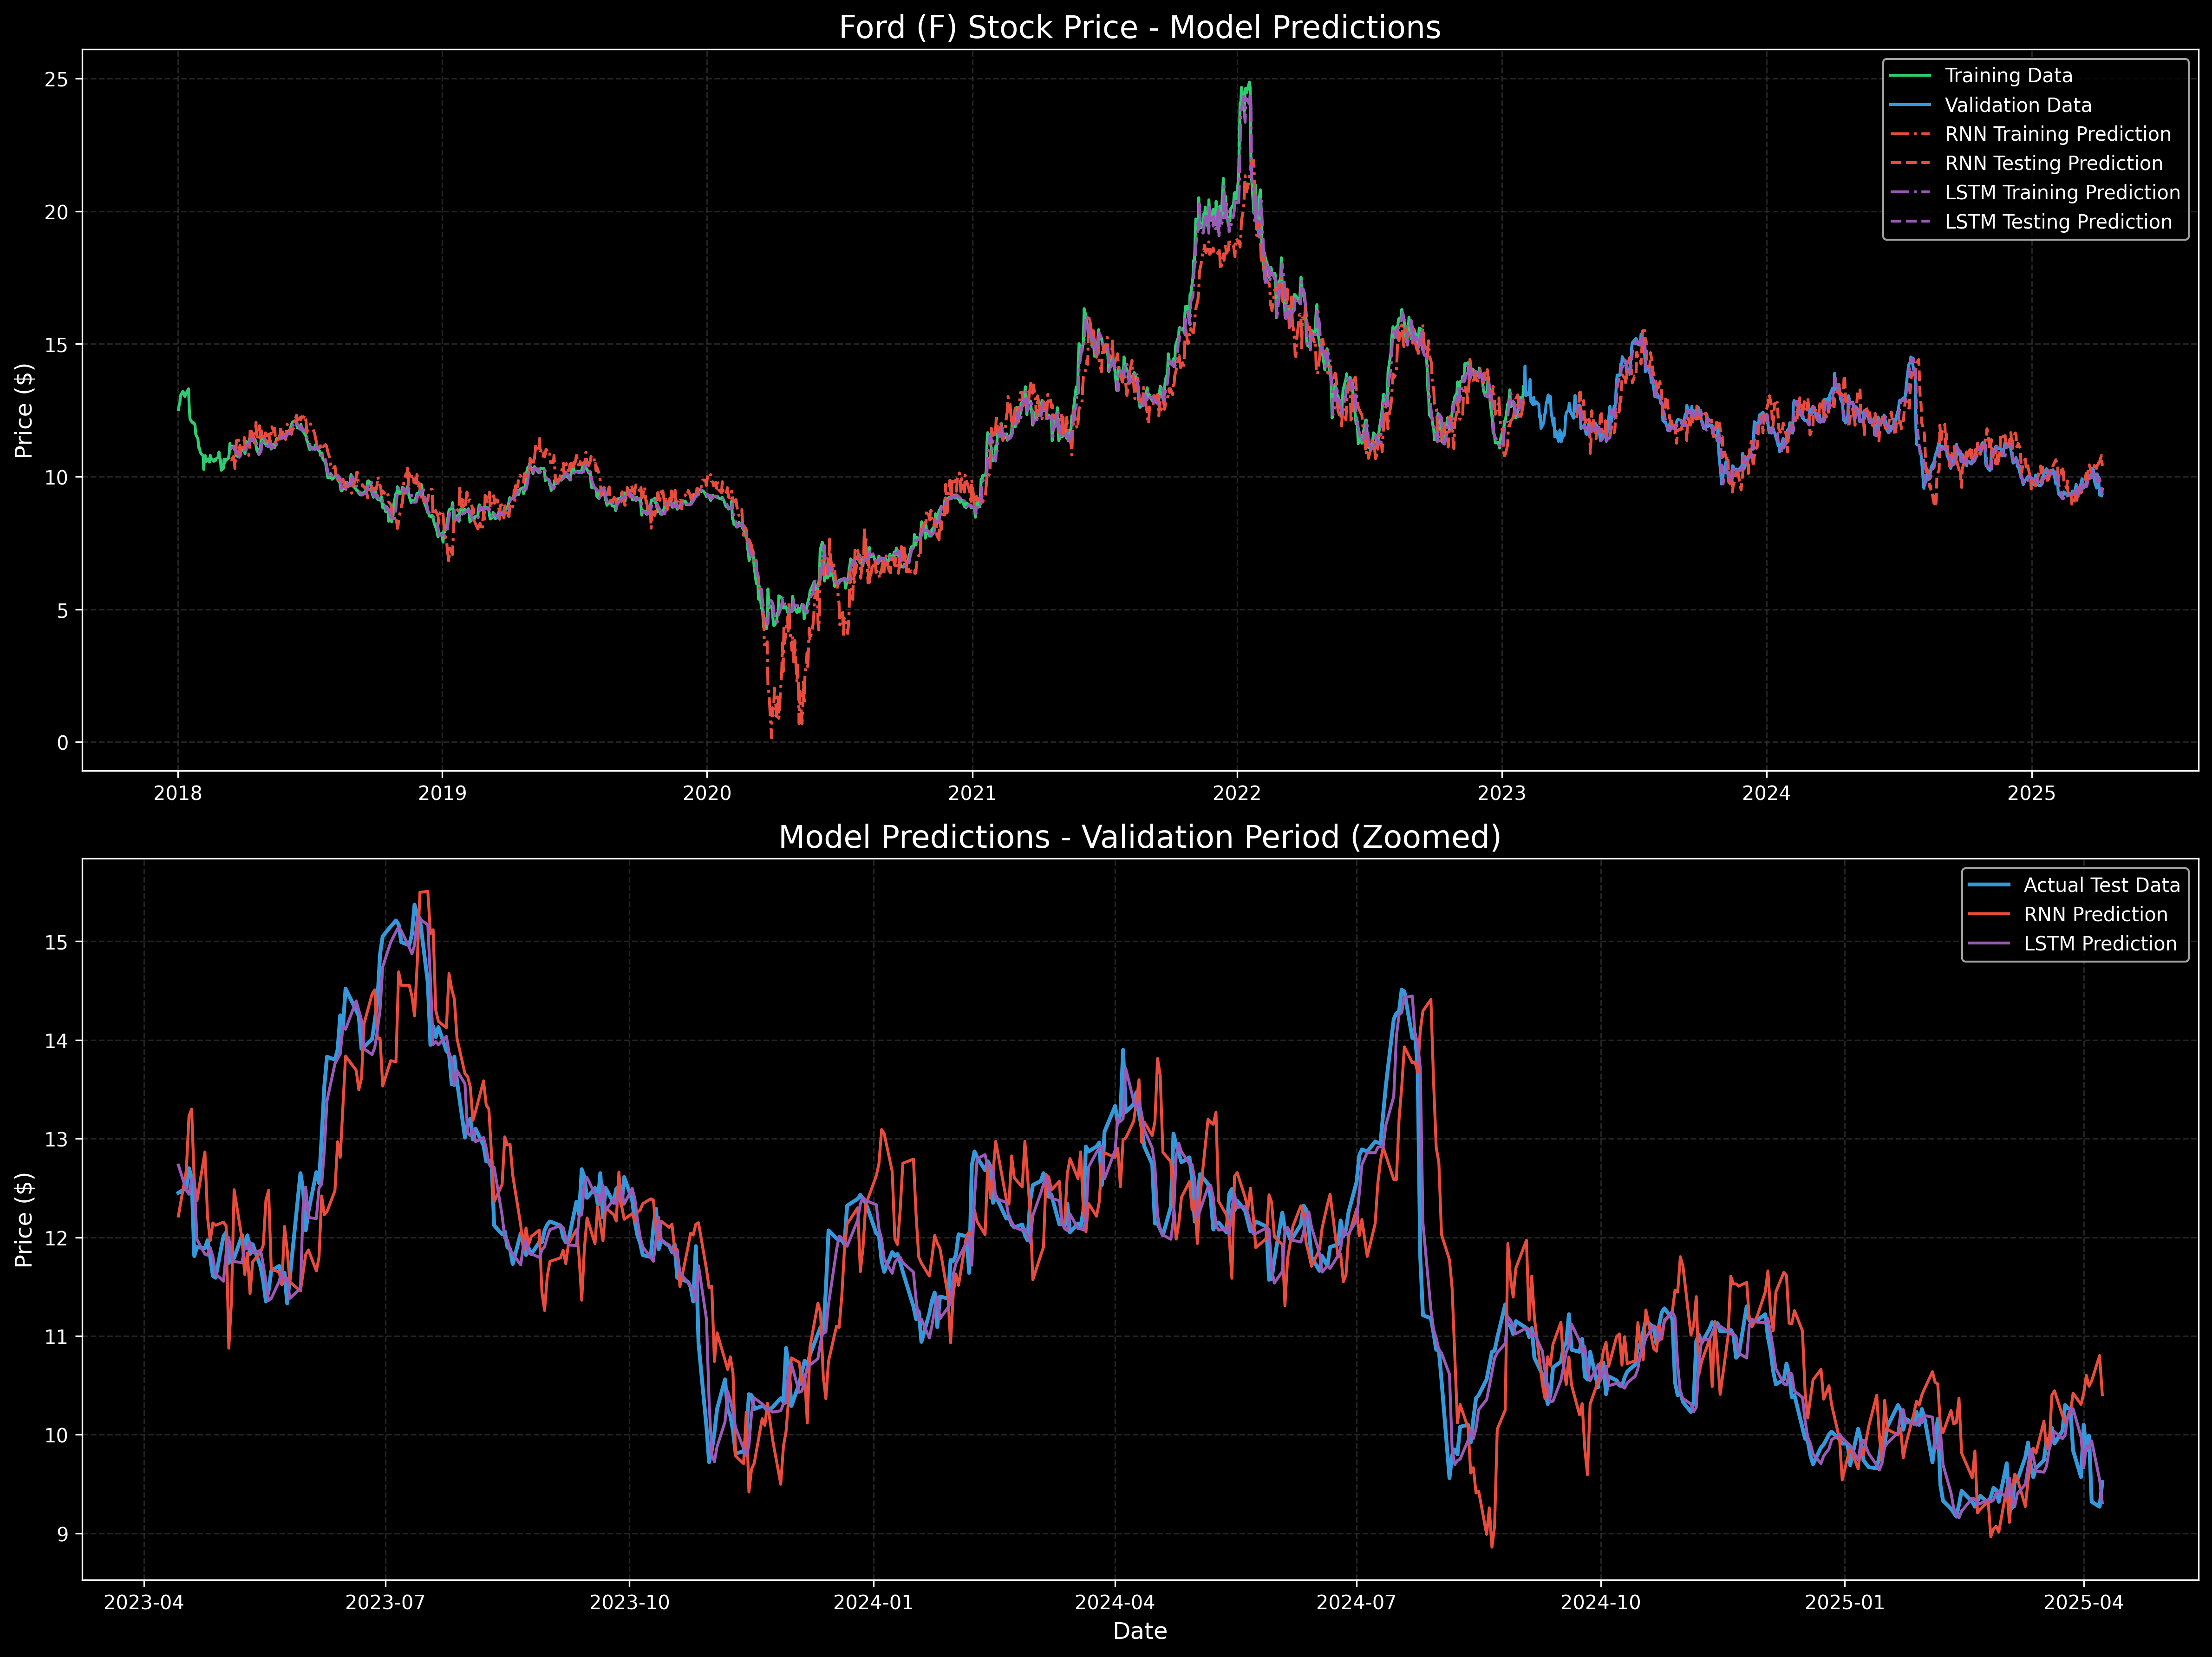 Ford (F) Stock Price - Model Predictions
Price ($)
25
20
15
10
5
0
2018
2019
2020
2021
2022
2023
2024
2025
Training Data
Validation Data
RNN Training Prediction
RNN Testing Prediction
LSTM Training Prediction
LSTM Testing Prediction
Model Predictions - Validation Period (Zoomed)
Price ($)
15
14
13
12
11
10
9
2023-04
2023-07
2023-10
2024-01
2024-04
2024-07
2024-10
2025-01
2025-04
Date
Actual Test Data
RNN Prediction
LSTM Prediction